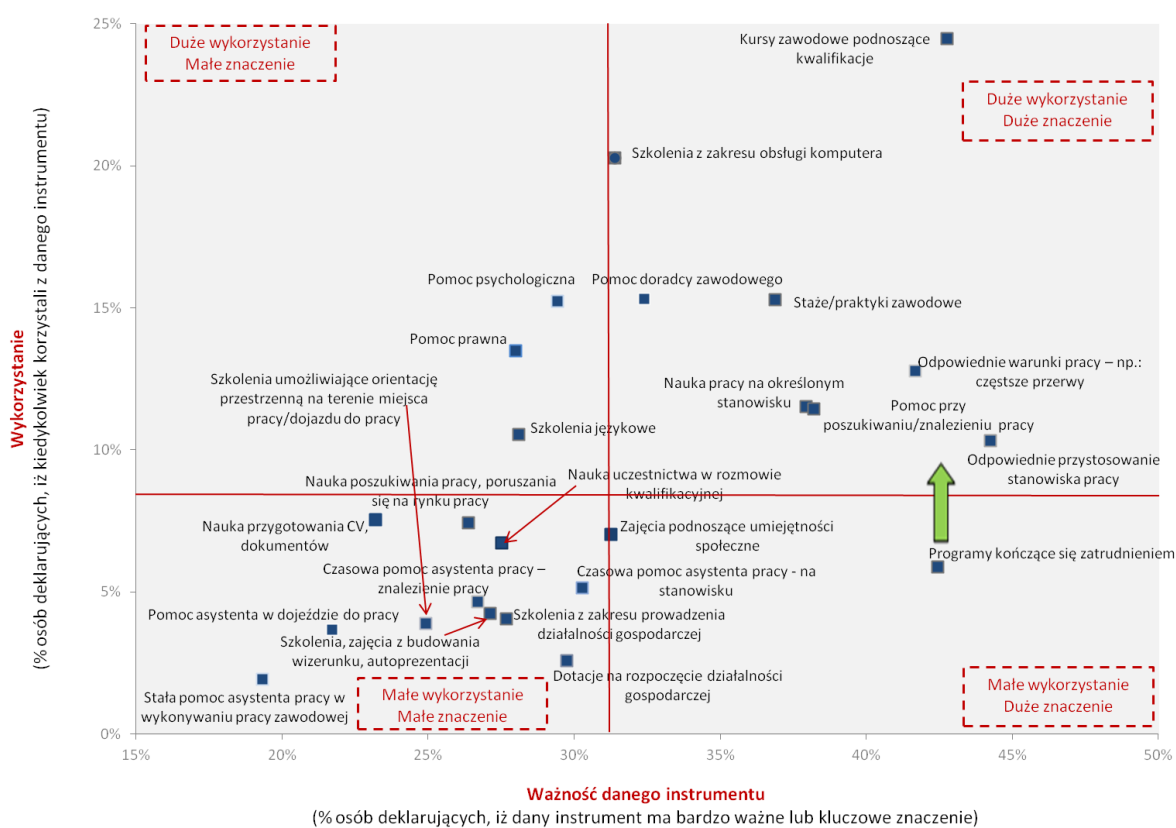 25%
20%
15%
10%
5%
0%
15%
20%
25%
30%
35%
40%
45%
50%
Wykorzystanie
(% osób deklarujących, iż kiedykolwiek korzystali z danego instrumentu)
Duże wykorzystanie
Małe znaczenie
Kursy zawodowe podnoszące
kwalifikacje
Duże wykorzystanie
Duże znaczenie
Szkolenia z zakresu obsługi komputera
Pomoc psychologiczna
Pomoc doradcy zawodowego
Staże/praktyki zawodowe
Pomoc prawna
Odpowiednie warunki pracy – np.:
częstsze przerwy
Szkolenia umożliwiające orientację
przestrzenną na terenie miejsca
pracy/dojazdu do pracy
Nauka pracy na określonym
stanowisku
Pomoc przy
poszukiwaniu/znalezieniu pracy
Szkolenia językowe
Odpowiednie przystosowanie
stanowiska pracy
Nauka poszukiwania pracy, poruszania
się na rynku pracy
Nauka uczestnictwa w rozmowie
kwalifikacyjnej
Nauka przygotowania CV,
dokumentów
Zajęcia podnoszące umiejętności
społeczne
Programy kończące się zatrudnieniem
Czasowa pomoc asystenta pracy –
znalezienie pracy
Czasowa pomoc asystenta pracy - na
stanowisku
Pomoc asystenta w dojeździe do pracy
Szkolenia z zakresu prowadzenia
działalności gospodarczej
Szkolenia, zajęcia z budowania
wizerunku, autoprezentacji
Dotacje na rozpoczęcie działalności
gospodarczej
Stała pomoc asystenta pracy w
wykonywaniu pracy zawodowej
Małe wykorzystanie
Małe znaczenie
Małe wykorzystanie
Duże znaczenie
Ważność danego instrumentu
(% osób deklarujących, iż dany instrument ma bardzo ważne lub kluczowe znaczenie)